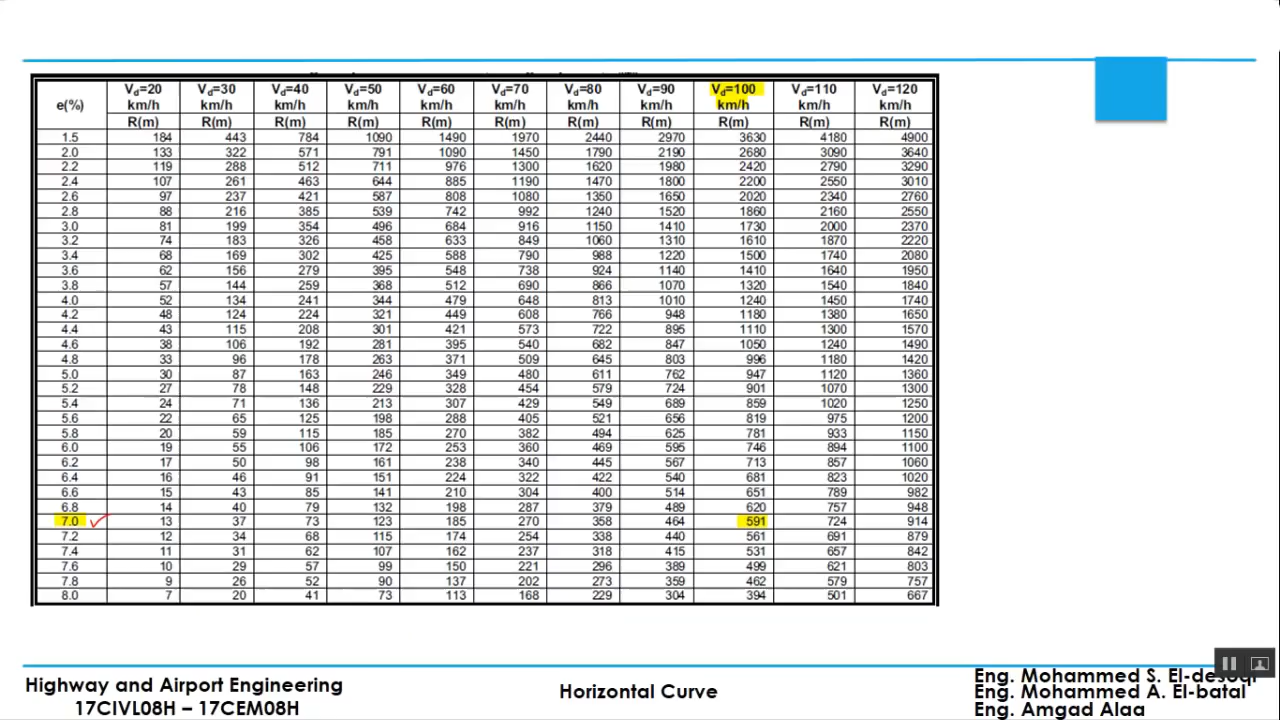 e(%) Vd=20 Vd=30 Vd=40 Vd=50 Vd=60 Vd=70 Vd=80 Vd=90 Vd=100 Vd=110 Vd=120
km/h km/h km/h km/h km/h km/h km/h km/h km/h km/h km/h
R(m) R(m) R(m) R(m) R(m) R(m) R(m) R(m) R(m) R(m) R(m)
1.5 184 443 784 1090 1490 1970 2440 2970 3630 4180 4900
2.0 133 322 571 791 1090 1450 1790 2190 2680 3090 3640
2.2 119 288 512 711 976 1300 1620 1980 2420 2790 3290
2.4 107 261 463 644 885 1190 1470 1800 2200 2550 3010
2.6 97 237 421 587 808 1080 1350 1650 2020 2340 2760
2.8 88 216 385 539 742 992 1240 1520 1860 2160 2550
3.0 81 199 354 496 684 916 1150 1410 1730 2000 2370
3.2 74 183 326 458 633 849 1060 1310 1610 1870 2220
3.4 68 169 302 425 588 790 988 1220 1500 1740 2080
3.6 62 156 279 395 548 738 924 1140 1410 1640 1950
3.8 57 144 259 368 512 690 866 1070 1320 1540 1840
4.0 52 134 241 344 479 648 813 1010 1240 1450 1740
4.2 48 124 224 321 449 608 766 948 1180 1380 1650
4.4 43 115 208 301 421 573 722 895 1110 1300 1570
4.6 38 106 192 281 395 540 682 847 1050 1240 1490
4.8 33 96 178 263 371 509 645 803 996 1180 1420
5.0 30 87 163 246 349 480 611 762 947 1120 1360
5.2 27 78 148 229 328 454 579 724 901 1070 1300
5.4 24 71 136 213 307 429 549 689 859 1020 1250
5.6 22 65 125 198 288 405 521 656 819 975 1200
5.8 20 59 115 185 270 382 494 625 781 933 1150
6.0 19 55 106 172 253 360 469 595 746 894 1100
6.2 17 50 98 161 238 340 445 567 713 857 1060
6.4 16 46 91 151 224 322 422 540 681 823 1020
6.6 15 43 85 141 210 304 400 514 651 789 982
6.8 14 40 79 132 198 287 379 489 620 757 948
7.0 13 37 73 123 185 270 358 464 591 724 914
7.2 12 34 68 115 174 254 338 440 561 691 879
7.4 11 31 62 107 162 237 318 415 531 657 842
7.6 10 29 57 99 150 221 296 389 499 621 803
7.8 9 26 52 90 137 202 273 359 462 579 757
8.0 7 20 41 73 113 168 229 304 394 501 667
Highway and Airport Engineering
17CIVL08H – 17CEM08H
Horizontal Curve
Eng. Mohammed S. El-desoqi
Eng. Mohammed A. El-batal
Eng. Amgad Alaa